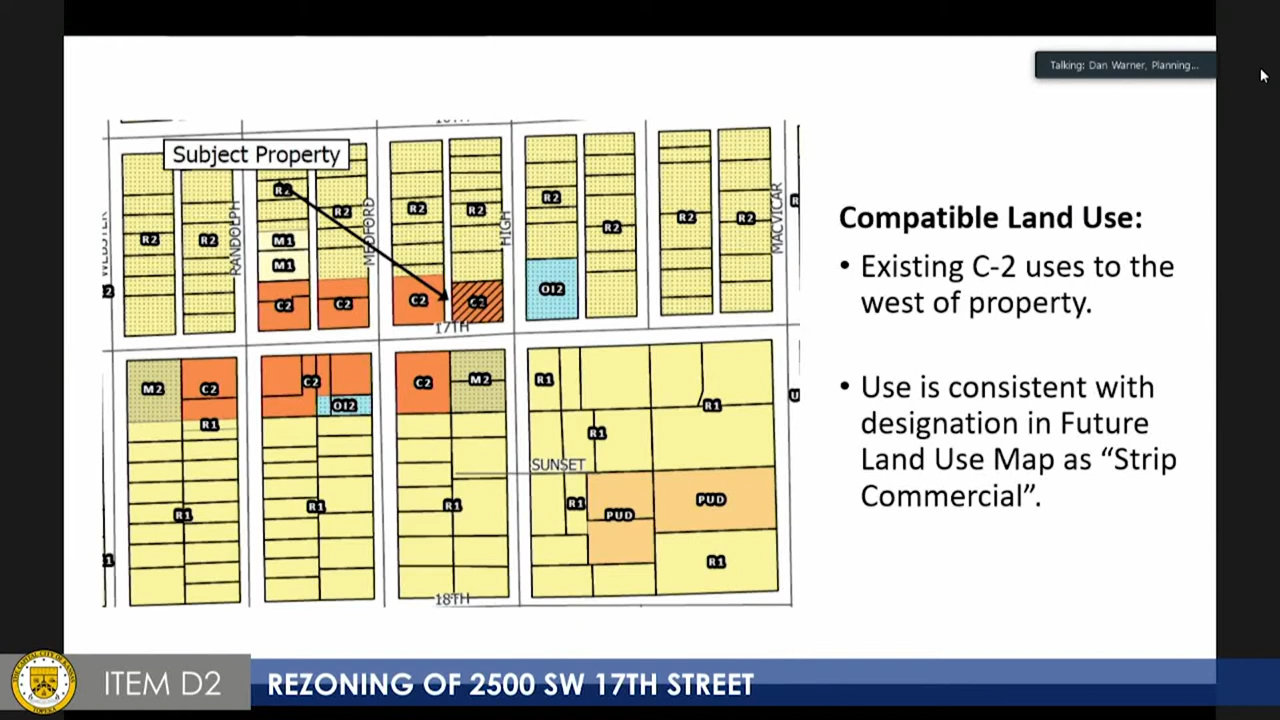 Talking: Dan Warner, Planning...
Subject Property
R2
R2
R2
R2
R2
R2
R2
R2
R2
R2
R2
M1
M1
C2
C2
C2
C2
OI2
WEBSTER
RANDOLPH
MEDFORD
HIGH
MACVICAR
17TH
M2
C2
R1
C2
OI2
C2
M2
R1
R1
R1
SUNSET
R1
R1
R1
R1
PUD
PUD
R1
18TH
Compatible Land Use:
• Existing C-2 uses to the
west of property.
• Use is consistent with
designation in Future
Land Use Map as “Strip
Commercial”.
ITEM D2
REZONING OF 2500 SW 17TH STREET